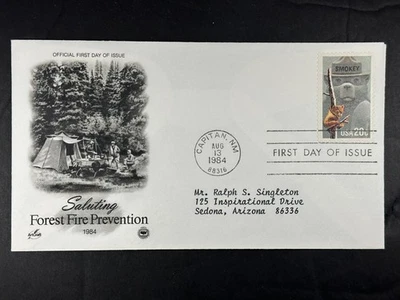 OFFICIAL FIRST DAY OF ISSUE
SMOKEY
USA 20c
CAPITAN, NM
AUG
13
1984
88316
FIRST DAY OF ISSUE
Mr. Ralph S. Singleton
125 Inspirational Drive
Sedona, Arizona 86336
Saluting
Forest Fire Prevention
1984